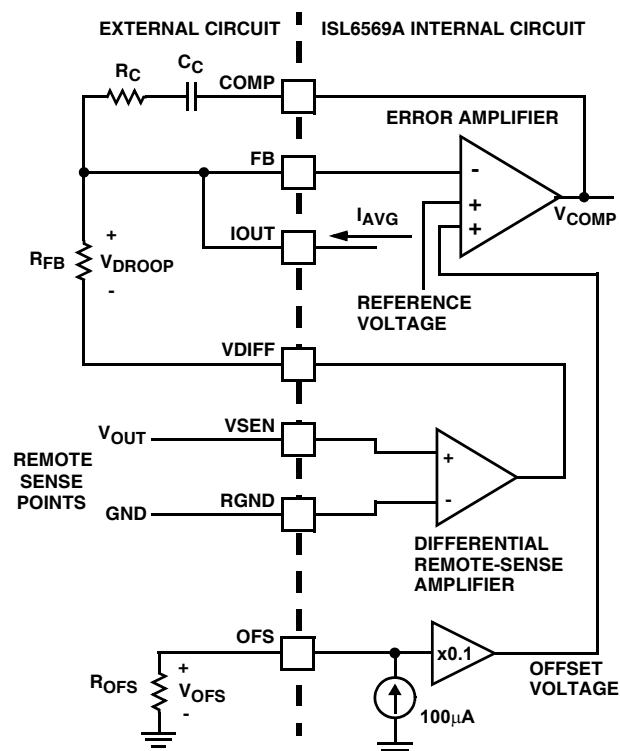 EXTERNAL CIRCUIT
ISL6569A INTERNAL CIRCUIT
RC
CC
COMP
ERROR AMPLIFIER
FB
-
+
+
VCOMP
IAVG
IOUT
RFB
+
VDROOP
-
REFERENCE
VOLTAGE
VDIFF
VOUT
VSEN
+
REMOTE
SENSE
POINTS
GND
RGND
-
DIFFERENTIAL
REMOTE-SENSE
AMPLIFIER
OFS
x0.1
ROFS
+
VOFS
-
OFFSET
VOLTAGE
100μA